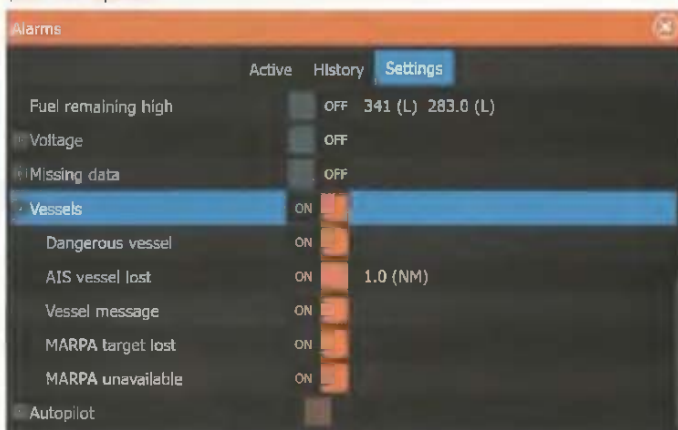 Alarms
Active History Settings
Fuel remaining high OFF 341 (L) 283.0 (L)
Voltage OFF
Missing data OFF
Vessels ON
Dangerous vessel ON
AIS vessel lost ON 1.0 (NM)
Vessel message ON
MARPA target lost ON
MARPA unavailable ON
Autopilot